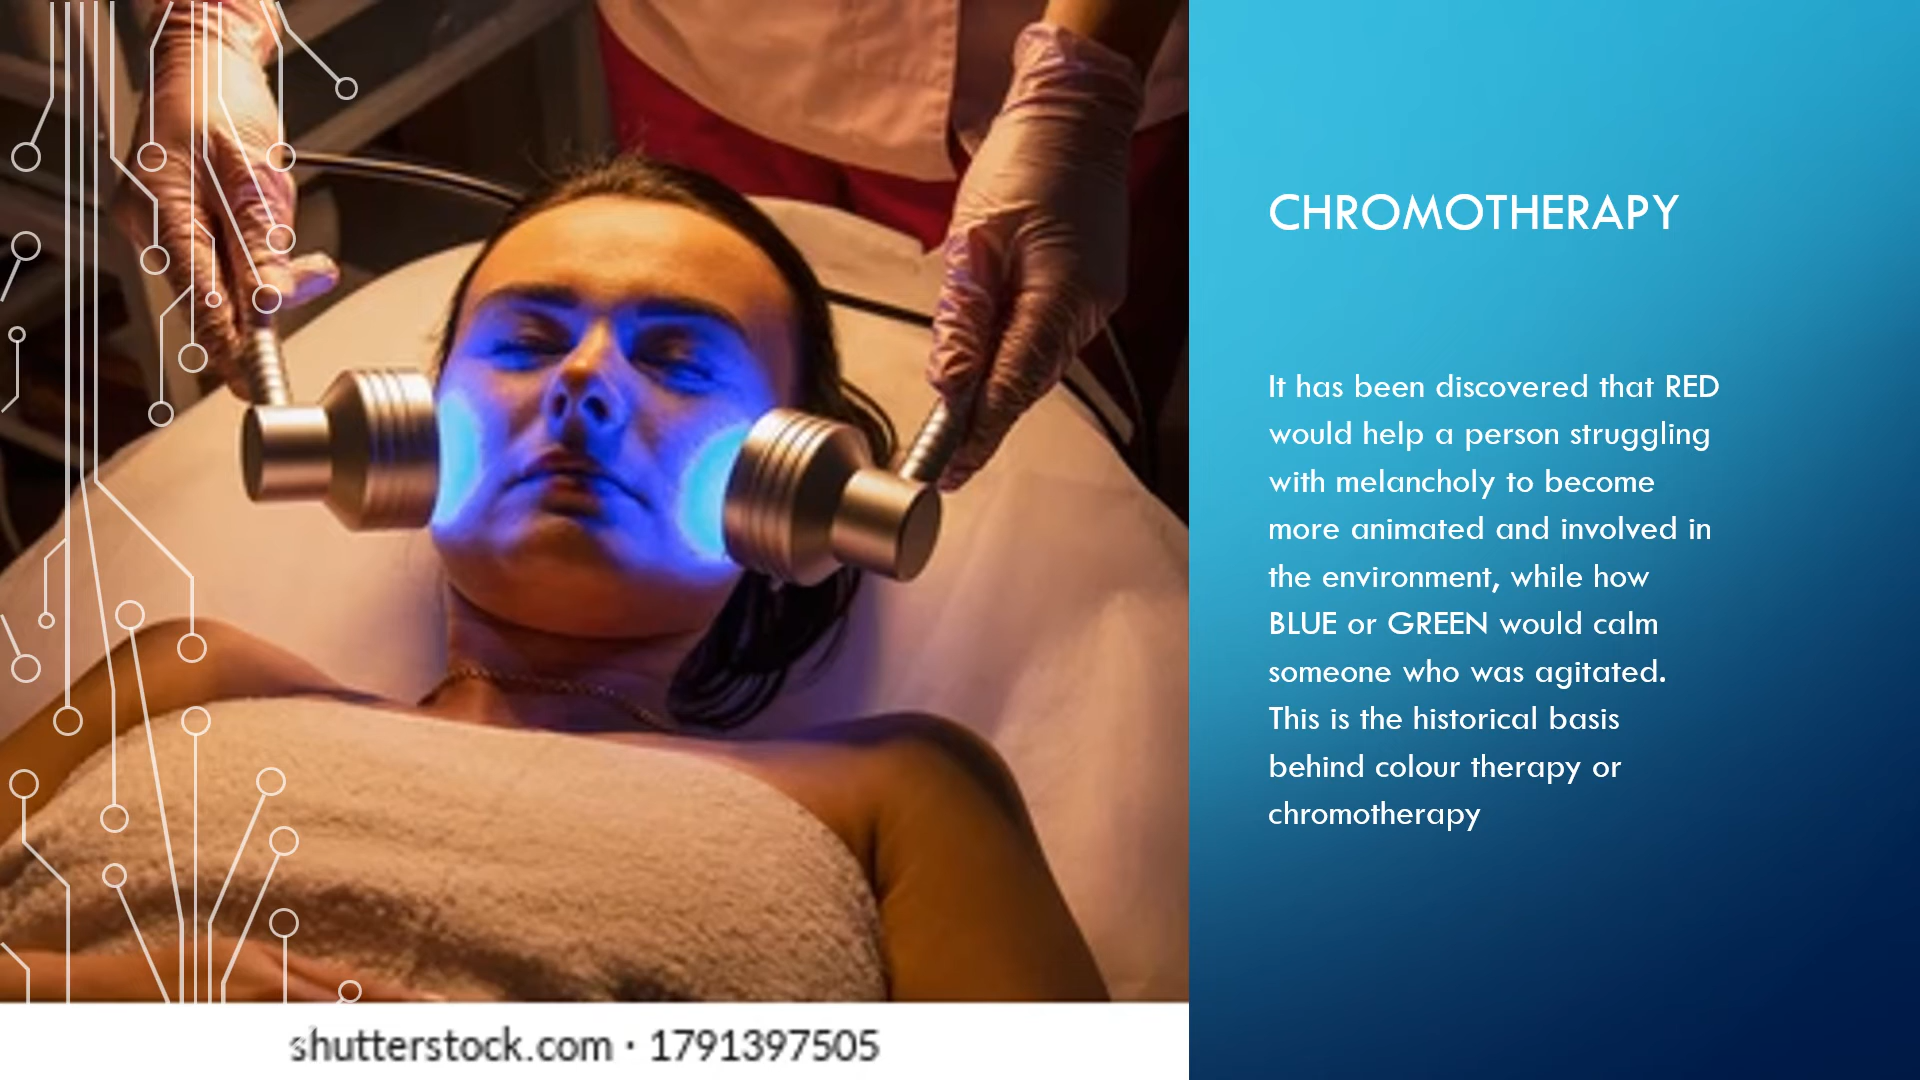 CHROMOTHERAPY
It has been discovered that RED
would help a person struggling
with melancholy to become
more animated and involved in
the environment, while how
BLUE or GREEN would calm
someone who was agitated.
This is the historical basis
behind colour therapy or
chromotherapy
shutterstock.com · 1791397505